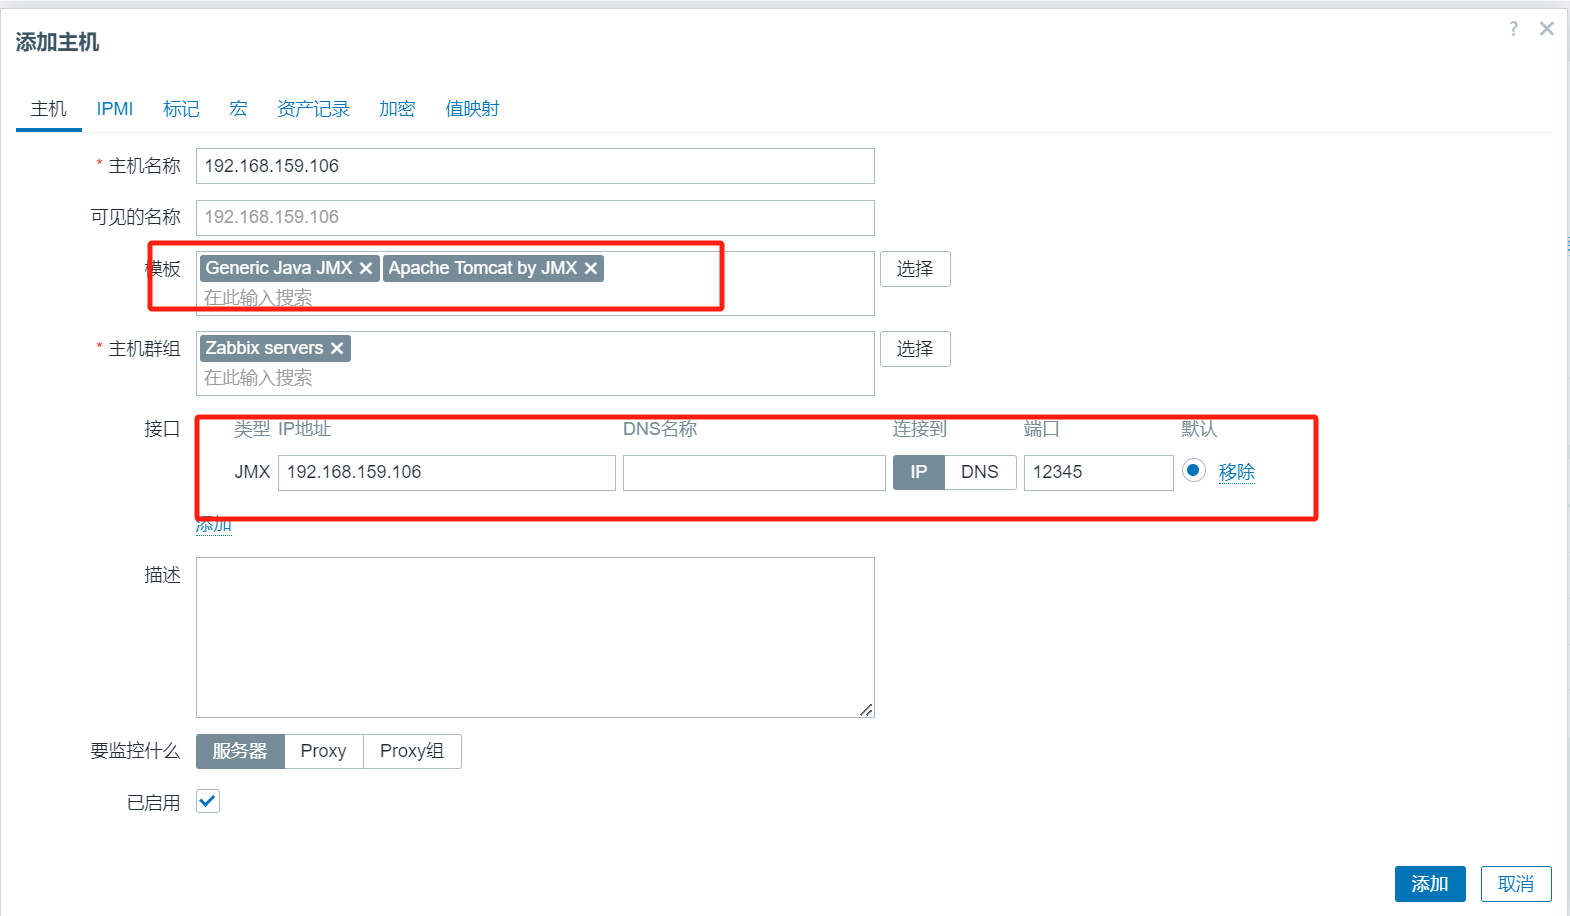 添加主机
?
主机 IPMI 标记 宏 资产记录 加密 值映射
* 主机名称 192.168.159.106
可见的名称 192.168.159.106
模板 Generic Java JMX Apache Tomcat by JMX 选择
在此输入搜索
* 主机群组 Zabbix servers 选择
在此输入搜索
接口 类型 IP地址 DNS名称 连接到 端口 默认
JMX 192.168.159.106 IP DNS 12345 移除
添加
描述
要监控什么 服务器 Proxy Proxy组
已启用
添加 取消